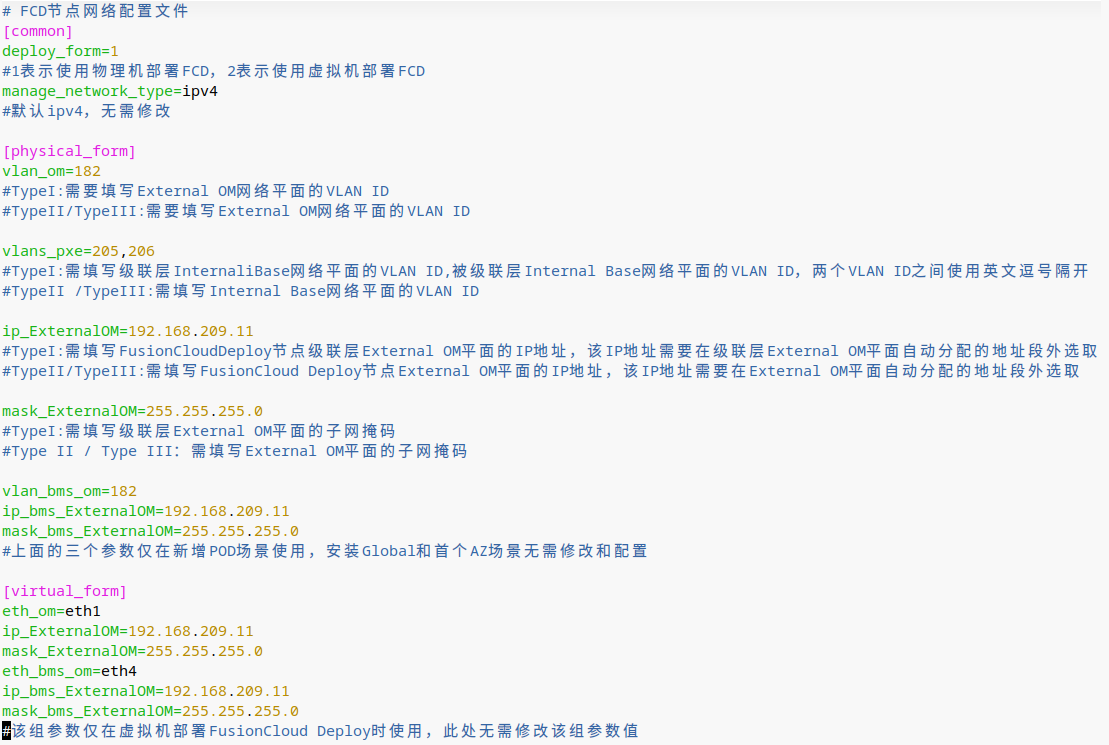 # FCD节点网络配置文件
[common]
deploy_form=1
#1表示使用物理机部署FCD，2表示使用虚拟机部署FCD
manage_network_type=ipv4
#默认ipv4，无需修改
[physical_form]
vlan_om=182
#TypeI:需要填写External OM网络平面的VLAN ID
#TypeII/TypeIII:需要填写External OM网络平面的VLAN ID
vlans_pxe=205,206
#TypeI:需填写级联层InternaliBase网络平面的VLAN ID,被级联层Internal Base网络平面的VLAN ID，两个VLAN ID之间使用英文逗号隔开
#TypeII /TypeIII:需填写Internal Base网络平面的VLAN ID
ip_ExternalOM=192.168.209.11
#TypeI:需填写FusionCloudDeploy节点级联层External OM平面的IP地址，该IP地址需要在级联层External OM平面自动分配的地址段外选取
#TypeII/TypeIII:需填写FusionCloud Deploy节点External OM平面的IP地址，该IP地址需要在External OM平面自动分配的地址段外选取
mask_ExternalOM=255.255.255.0
#TypeI:需填写级联层External OM平面的子网掩码
#Type II / Type III：需填写External OM平面的子网掩码
vlan_bms_om=182
ip_bms_ExternalOM=192.168.209.11
mask_bms_ExternalOM=255.255.255.0
#上面的三个参数仅在新增POD场景使用，安装Global和首个AZ场景无需修改和配置
[virtual_form]
eth_om=eth1
ip_ExternalOM=192.168.209.11
mask_ExternalOM=255.255.255.0
eth_bms_om=eth4
ip_bms_ExternalOM=192.168.209.11
mask_bms_ExternalOM=255.255.255.0
#该组参数仅在虚拟机部署FusionCloud Deploy时使用，此处无需修改该组参数值